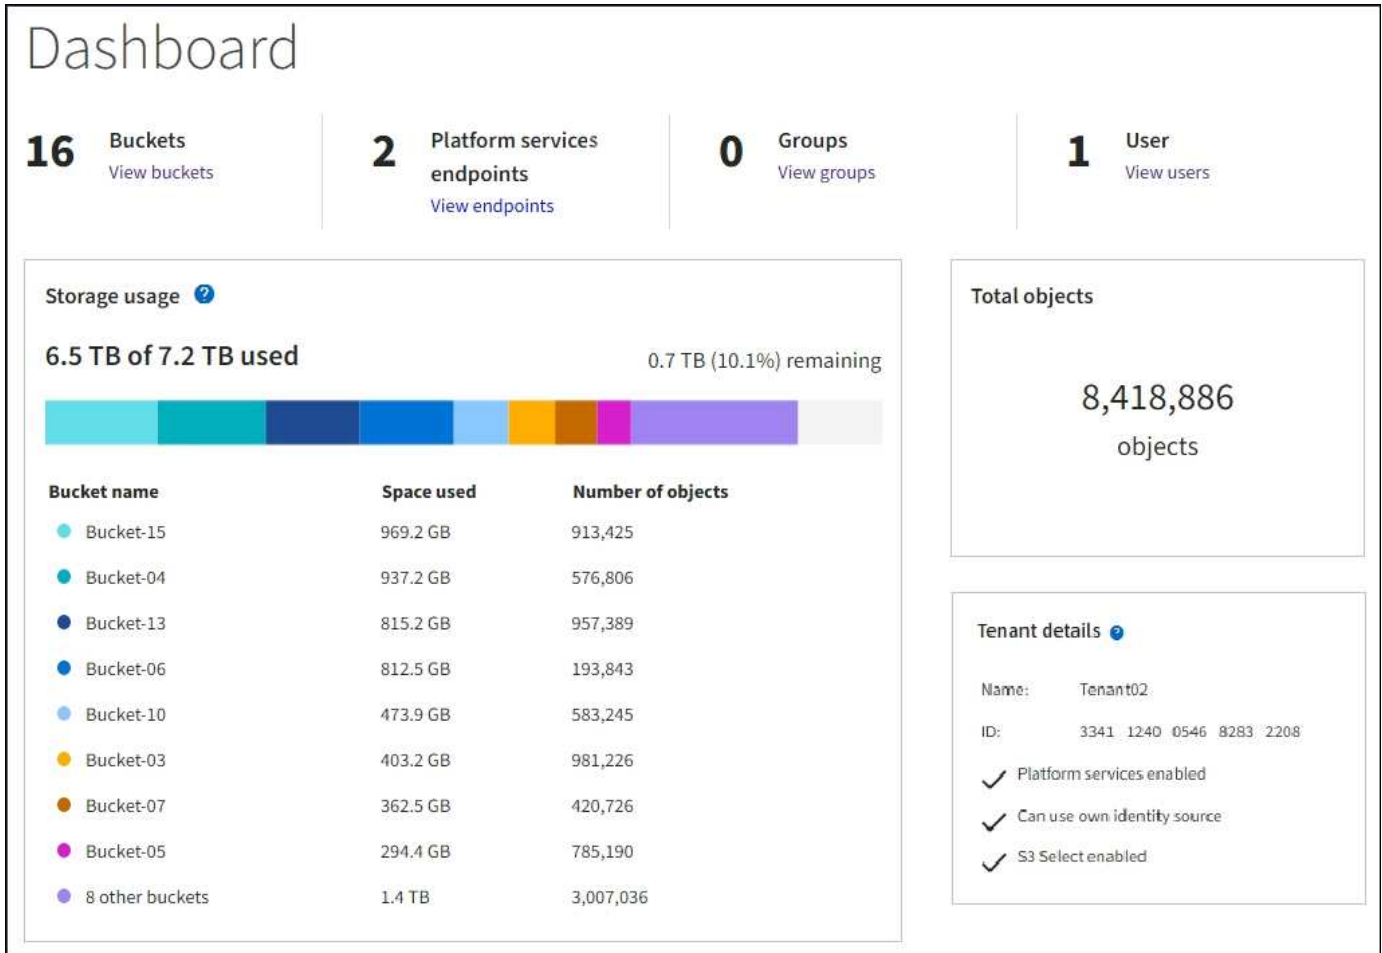 Dashboard
16 Buckets
View buckets
2 Platform services
endpoints
View endpoints
0 Groups
View groups
1 User
View users
Storage usage ?
6.5 TB of 7.2 TB used 0.7 TB (10.1%) remaining
Bucket name Space used Number of objects
Bucket-15 969.2 GB 913,425
Bucket-04 937.2 GB 576,806
Bucket-13 815.2 GB 957,389
Bucket-06 812.5 GB 193,843
Bucket-10 473.9 GB 583,245
Bucket-03 403.2 GB 981,226
Bucket-07 362.5 GB 420,726
Bucket-05 294.4 GB 785,190
8 other buckets 1.4 TB 3,007,036
Total objects
8,418,886
objects
Tenant details ?
Name: Tenant02
ID: 3341 1240 0546 8283 2208
Platform services enabled
Can use own identity source
S3 Select enabled